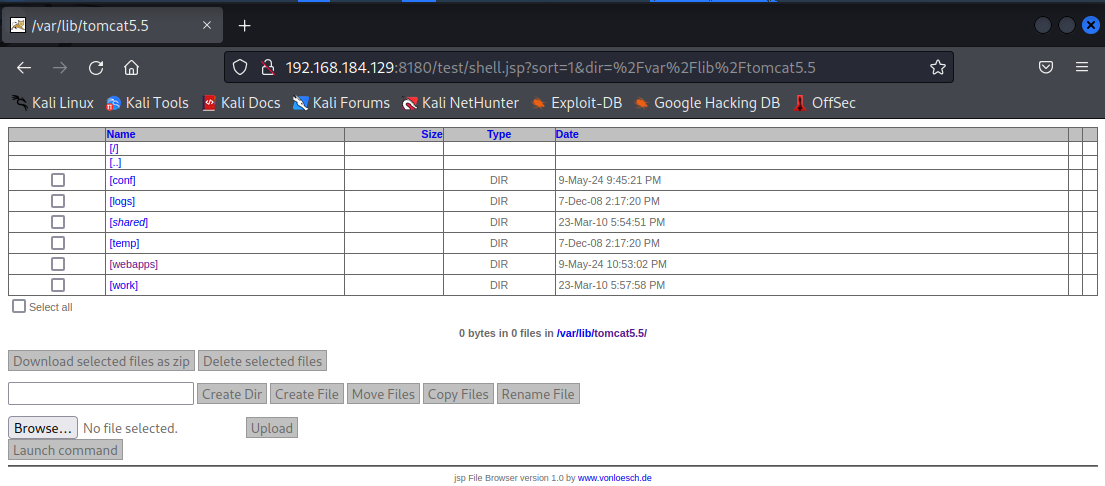 /var/lib/tomcat5.5
192.168.184.129:8180/test/shell.jsp?sort=1&dir=%2Fvar%2Flib%2Ftomcat5.5
Kali Linux Kali Tools Kali Docs Kali Forums Kali NetHunter Exploit-DB Google Hacking DB OffSec
Name Size Type Date
[/]
[..]
[conf] DIR 9-May-24 9:45:21 PM
[logs] DIR 7-Dec-08 2:17:20 PM
[shared] DIR 23-Mar-10 5:54:51 PM
[temp] DIR 7-Dec-08 2:17:20 PM
[webapps] DIR 9-May-24 10:53:02 PM
[work] DIR 23-Mar-10 5:57:58 PM
Select all
0 bytes in 0 files in /var/lib/tomcat5.5/
Download selected files as zip Delete selected files
Create Dir Create File Move Files Copy Files Rename File
Browse... No file selected. Upload
Launch command
jsp File Browser version 1.0 by www.vonloesch.de